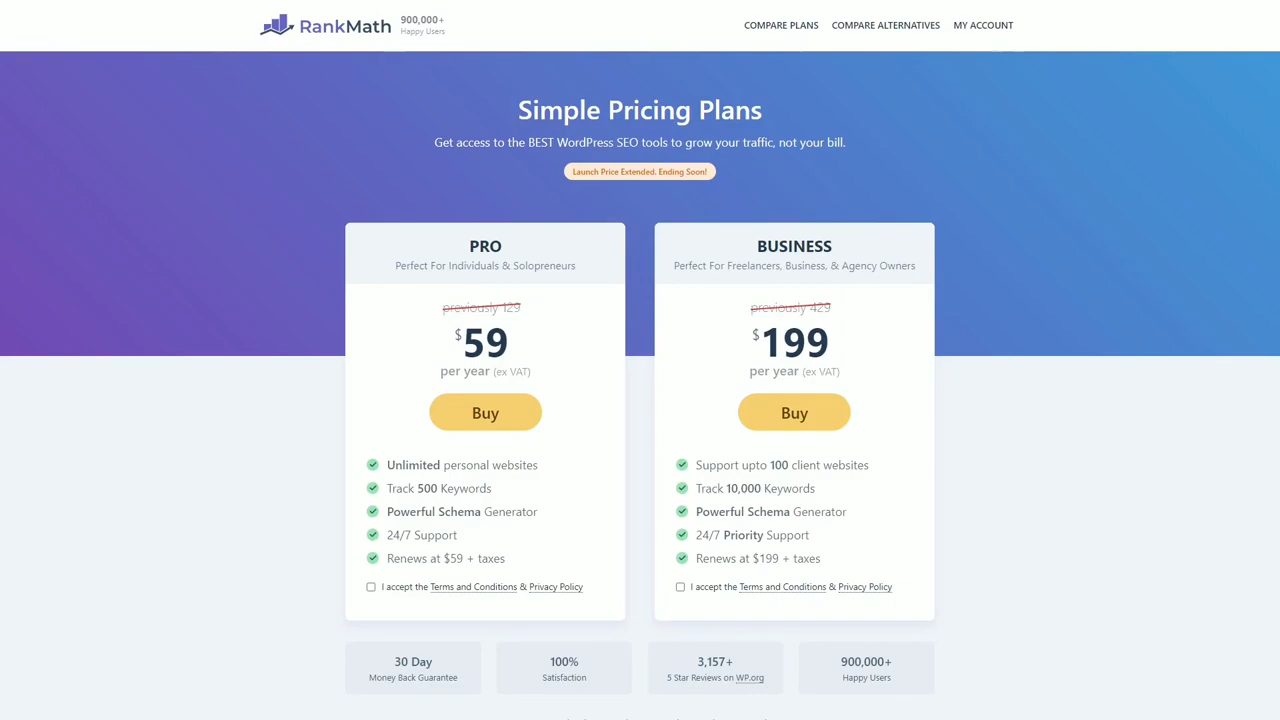 RankMath
900,000+
Happy Users
COMPARE PLANS
COMPARE ALTERNATIVES
MY ACCOUNT
Simple Pricing Plans
Get access to the BEST WordPress SEO tools to grow your traffic, not your bill.
Launch Price Extended. Ending Soon!
PRO
Perfect For Individuals & Solopreneurs
previously 129
$59
per year (ex VAT)
Buy
Unlimited personal websites
Track 500 Keywords
Powerful Schema Generator
24/7 Support
Renews at $59 + taxes
I accept the Terms and Conditions & Privacy Policy
BUSINESS
Perfect For Freelancers, Business, & Agency Owners
previously 429
$199
per year (ex VAT)
Buy
Support upto 100 client websites
Track 10,000 Keywords
Powerful Schema Generator
24/7 Priority Support
Renews at $199 + taxes
I accept the Terms and Conditions & Privacy Policy
30 Day
Money Back Guarantee
100%
Satisfaction
3,157+
5 Star Reviews on WP.org
900,000+
Happy Users